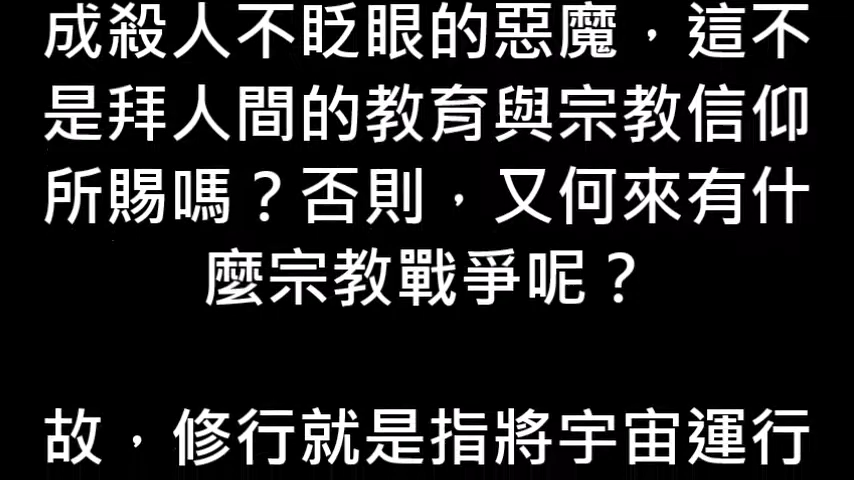 成殺人不眨眼的惡魔，這不
是拜人間的教育與宗教信仰
所賜嗎？否則，又何來有什
麼宗教戰爭呢？
故，修行就是指將宇宙運行